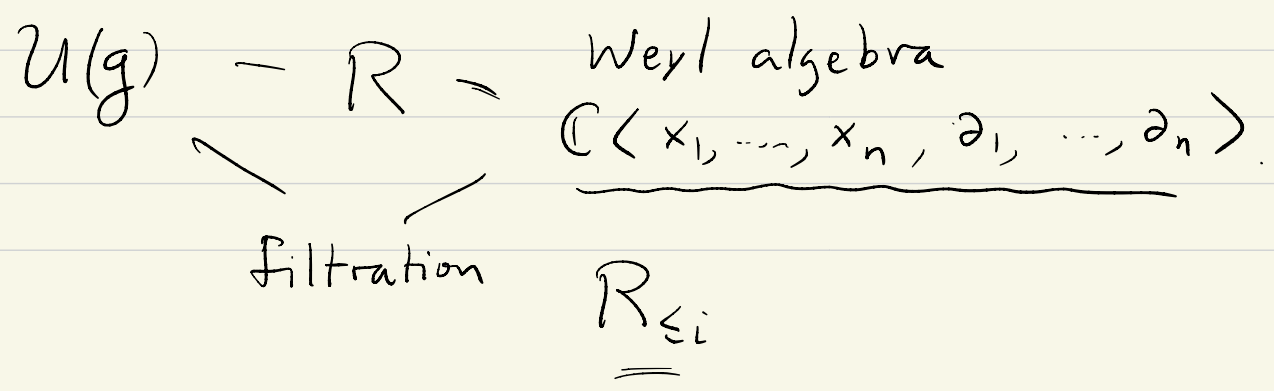 U(g) — R — Weyl algebra
ℂ< x₁, ..., xₙ, ∂₁, ..., ∂ₙ >.
filtration
R≤i